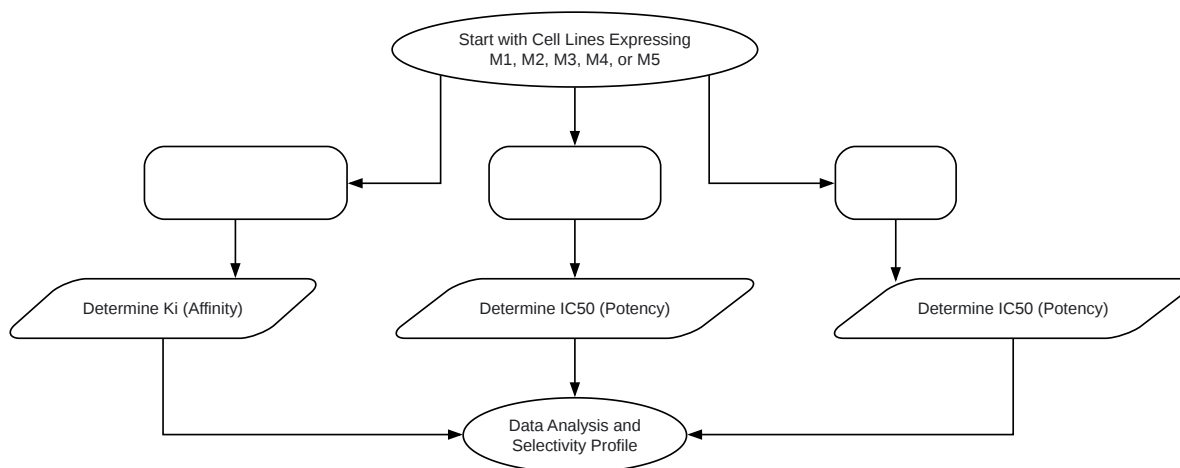 Start with Cell Lines Expressing
M1, M2, M3, M4, or M5
Determine Ki (Affinity)
Determine IC50 (Potency)
Determine IC50 (Potency)
Data Analysis and
Selectivity Profile